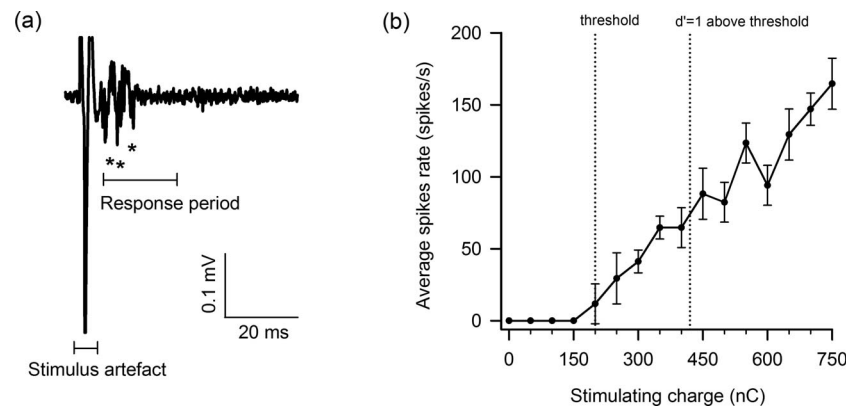 (a)
*
**
Response period
0.1 mV
20 ms
Stimulus artefact
(b)
threshold
d'=1 above threshold
Average spikes rate (spikes/s)
200
150
100
50
0
0
150
300
450
600
750
Stimulating charge (nC)